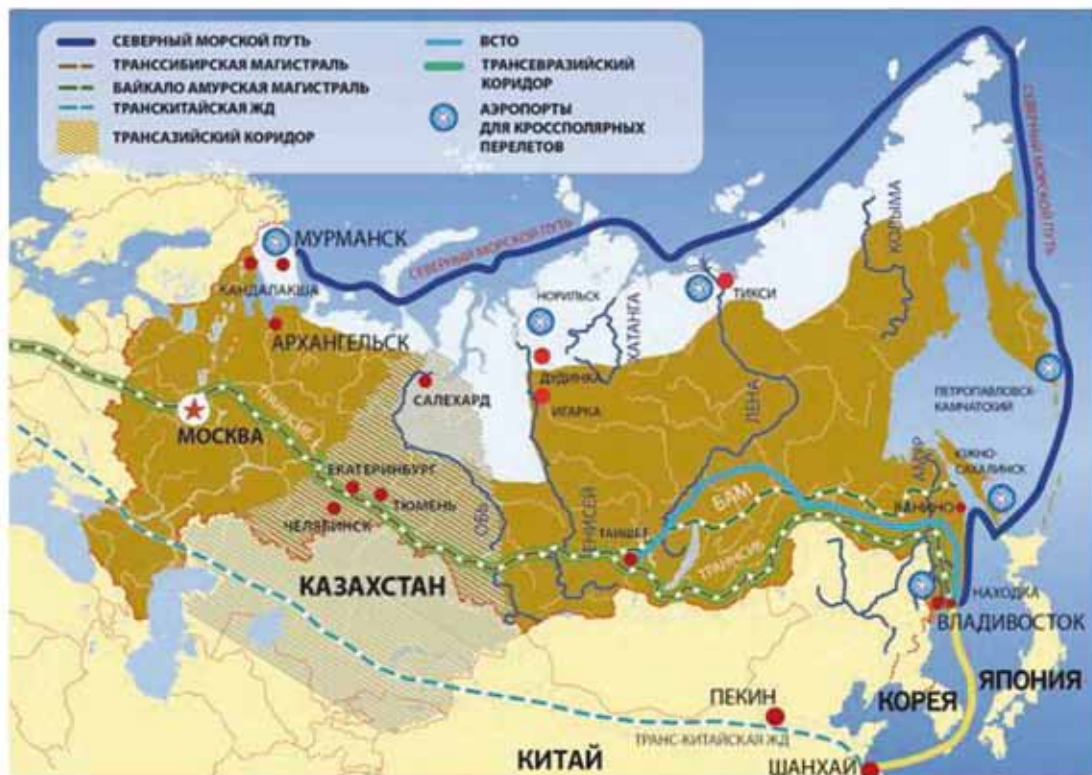 СЕВЕРНЫЙ МОРСКОЙ ПУТЬ
ТРАНССИБИРСКАЯ МАГИСТРАЛЬ
БАЙКАЛО АМУРСКАЯ МАГИСТРАЛЬ
ТРАНСКИТАЙСКАЯ ЖД
ТРАНСАЗИЙСКИЙ КОРИДОР
ВСТО
ТРАНСЕВРАЗИЙСКИЙ
КОРИДОР
АЭРОПОРТЫ
ДЛЯ КРОССПОЛЯРНЫХ
ПЕРЕЛЕТОВ
СЕВЕРНЫЙ МОРСКОЙ ПУТЬ
СЕВЕРНЫЙ МОРСКОЙ ПУТЬ
КОЛЫМА
МУРМАНСК
КАНДАЛАКША
АРХАНГЕЛЬСК
НОРИЛЬСК
ХАТАНГА
ТИКСИ
ДУДИНКА
ИГАРКА
САЛЕХАРД
ЛЕНА
ПЕТРОПАВЛОВСК-
КАМЧАТСКИЙ
МОСКВА
ТРАНССИБ
ЕКАТЕРИНБУРГ
ТЮМЕНЬ
ЧЕЛЯБИНСК
ОБЬ
ЕНИСЕЙ
ТАЙШЕТ
БАМ
ТРАНССИБ
АМУР
ЮЖНО-
САХАЛИНСК
ВАНИНО
КАЗАХСТАН
НАХОДКА
ВЛАДИВОСТОК
ЯПОНИЯ
КОРЕЯ
ПЕКИН
ТРАНС-КИТАЙСКАЯ ЖД
КИТАЙ
ШАНХАЙ